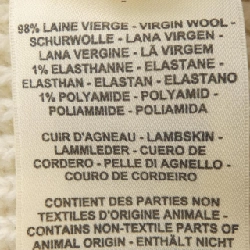 98% LAINE VIERGE - VIRGIN WOOL -
SCHURWOLLE - LANA VIRGEN -
LANA VERGINE - LÃ VIRGEM
1% ELASTHANNE - ELASTANE -
ELASTHAN - ELASTAN - ELASTANO
1% POLYAMIDE - POLYAMID -
POLIAMMIDE - POLIAMIDA
CUIR D'AGNEAU - LAMBSKIN -
LAMMLEDER - CUERO DE
CORDERO - PELLE DI AGNELLO -
COURO DE CORDEIRO
CONTIENT DES PARTIES NON
TEXTILES D'ORIGINE ANIMALE -
CONTAINS NON-TEXTILE PARTS OF
ANIMAL ORIGIN - ENTHÄLT NICHT